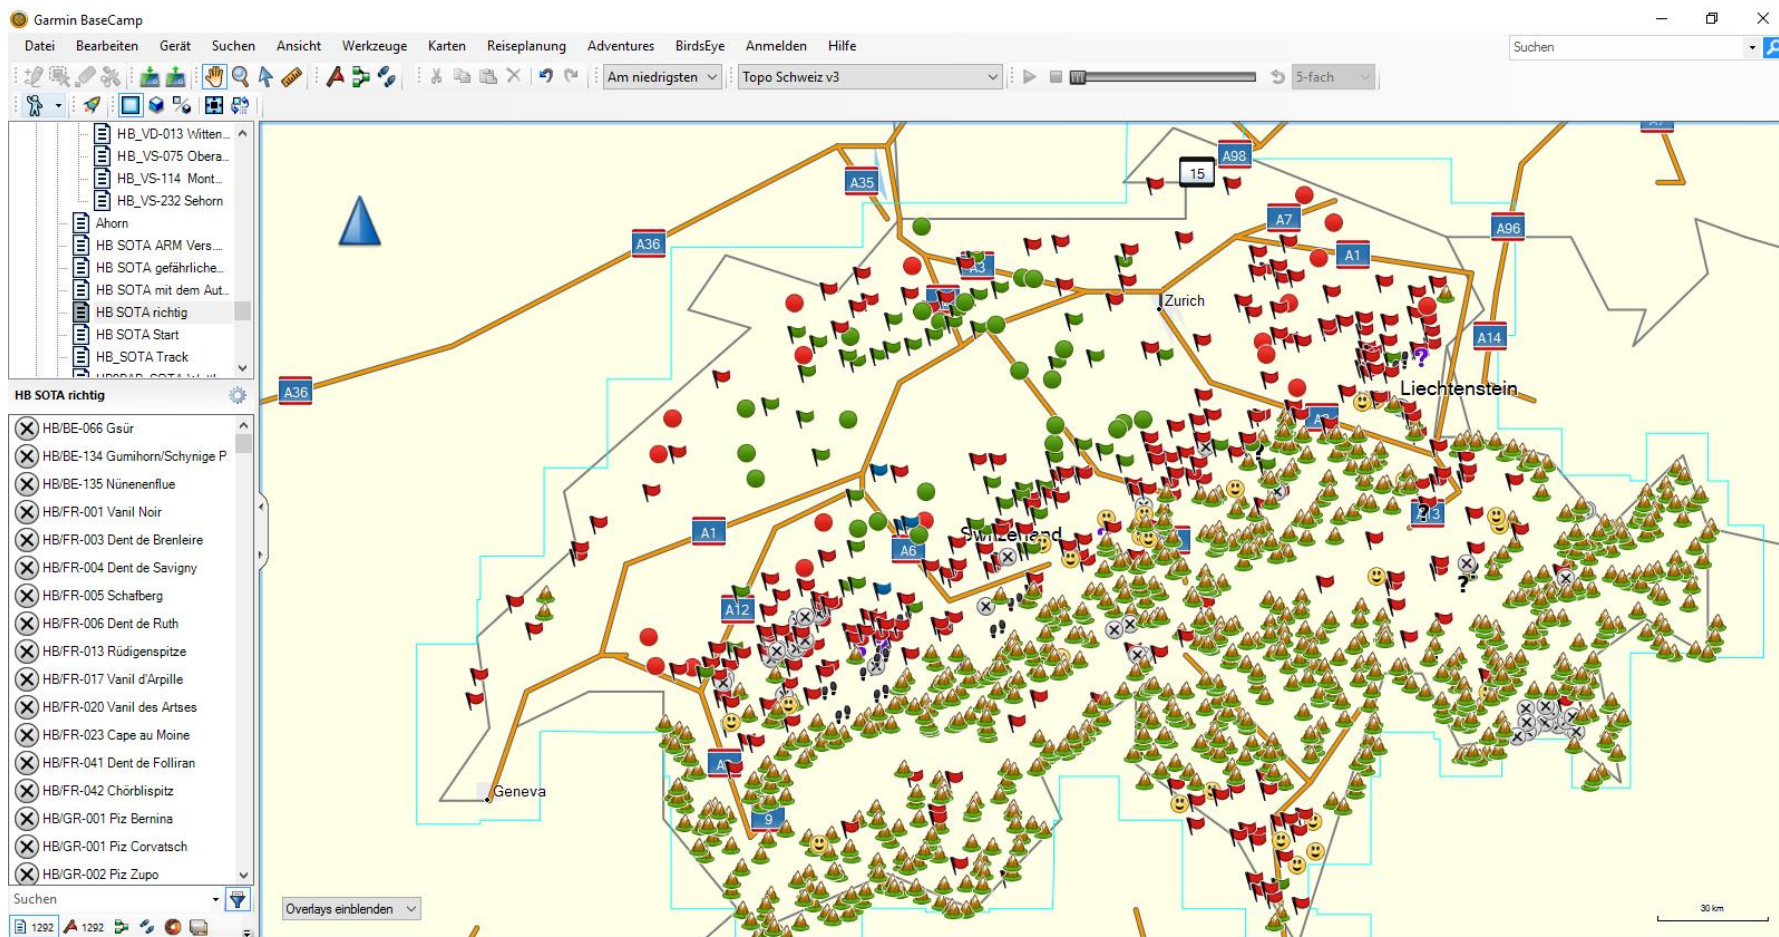 Garmin BaseCamp
Datei Bearbeiten Gerät Suchen Ansicht Werkzeuge Karten Reiseplanung Adventures BirdsEye Anmelden Hilfe
Suchen
Am niedrigsten
Topo Schweiz v3
5-fach
HB_VD-013 Witten...
HB_VS-075 Obera...
HB_VS-114 Mont...
HB_VS-232 Sehorn
Ahorn
HB SOTA ARM Vers...
HB SOTA gefährliche...
HB SOTA mit dem Aut...
HB SOTA richtig
HB SOTA Start
HB_SOTA Track
HB SOTA richtig
HB/BE-066 Gsür
HB/BE-134 Gumihorn/Schynige P
HB/BE-135 Nünenenflue
HB/FR-001 Vanil Noir
HB/FR-003 Dent de Brenleire
HB/FR-004 Dent de Savigny
HB/FR-005 Schafberg
HB/FR-006 Dent de Ruth
HB/FR-013 Rüdigenspitze
HB/FR-017 Vanil d'Arpille
HB/FR-020 Vanil des Artses
HB/FR-023 Cape au Moine
HB/FR-041 Dent de Folliran
HB/FR-042 Chörblispitz
HB/GR-001 Piz Bernina
HB/GR-001 Piz Corvatsch
HB/GR-002 Piz Zupo
Suchen
1292
1292
A98
15
A35
A7
A36
A96
A1
A3
Zurich
A14
A36
Liechtenstein
A1
Switzerland
A6
A12
Geneva
9
Overlays einblenden
30 km